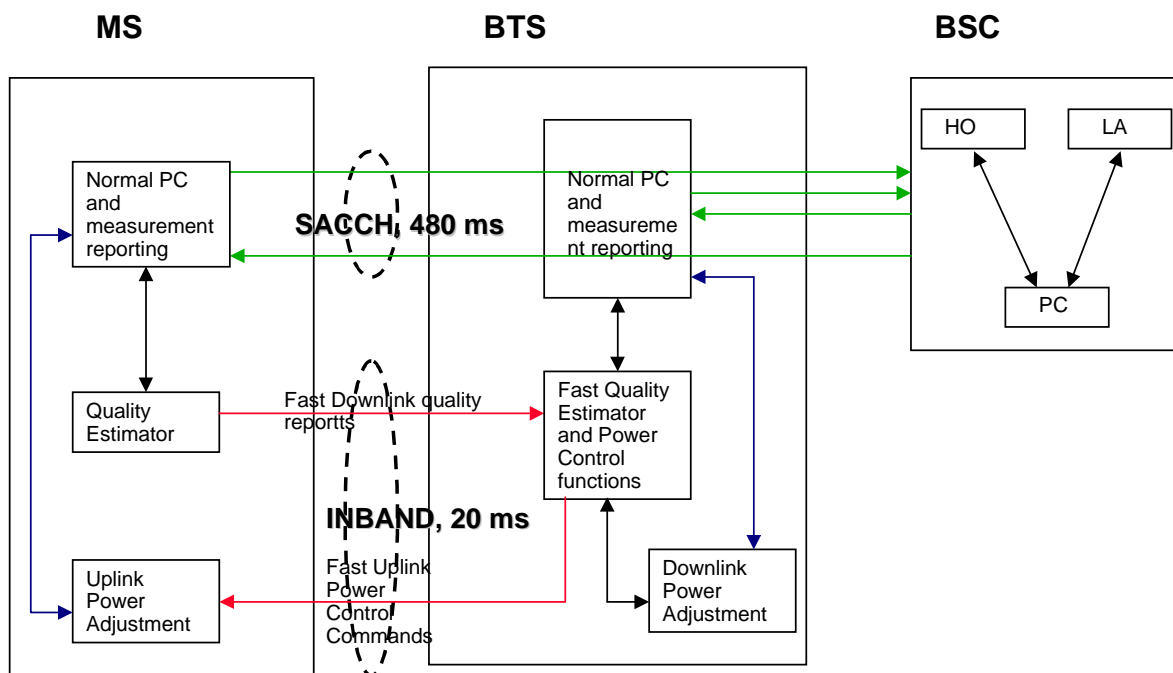 MS
BTS
BSC
HO
LA
PC
Normal PC
and
measurement
reporting
SACCH, 480 ms
Normal PC
and
measureme
nt reporting
Quality
Estimator
Fast Downlink quality
reportts
Fast Quality
Estimator
and Power
Control
functions
INBAND, 20 ms
Uplink
Power
Adjustment
Fast Uplink
Power
Control
Commands
Downlink
Power
Adjustment